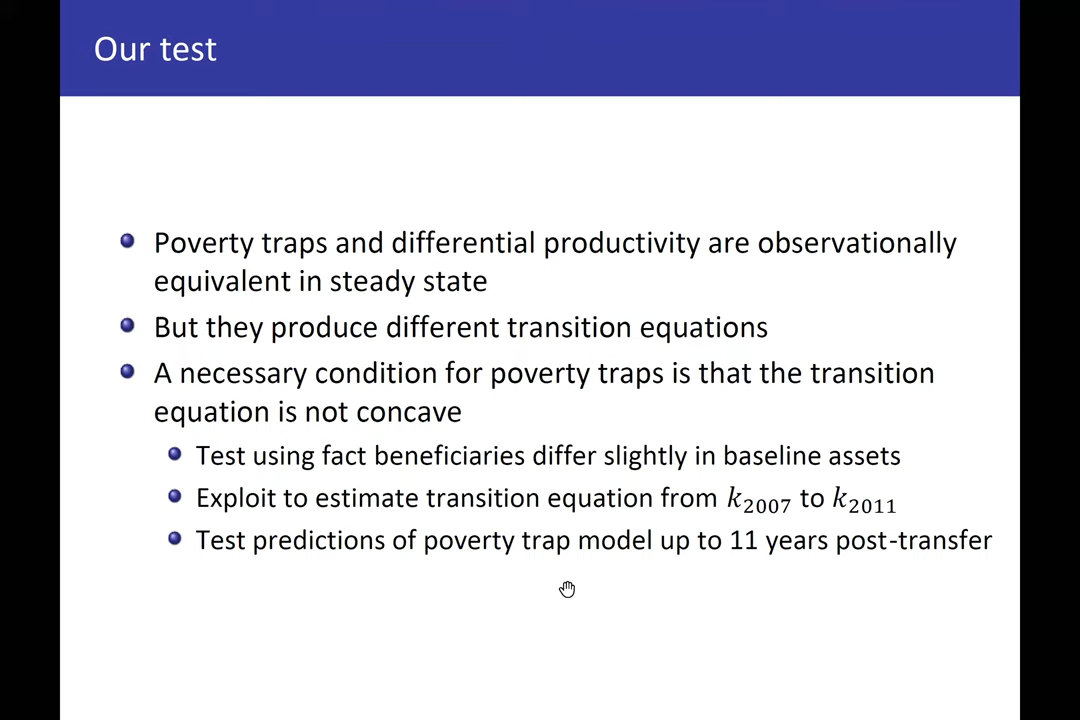 Our test
Poverty traps and differential productivity are observationally
equivalent in steady state
But they produce different transition equations
A necessary condition for poverty traps is that the transition
equation is not concave
Test using fact beneficiaries differ slightly in baseline assets
Exploit to estimate transition equation from k₂₀₀₇ to k₂₀₁₁
Test predictions of poverty trap model up to 11 years post-transfer